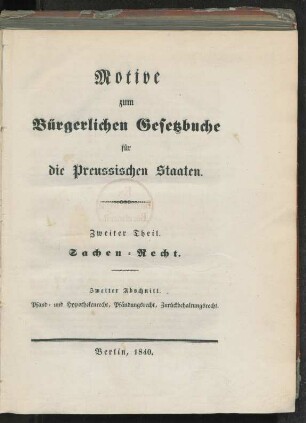 Motive
zum
Bürgerlichen Gesetzbuche
für
die Preussischen Staaten.
Zweiter Theil.
Sachen-Recht.
Zweiter Abschnitt.
Pfand- und Hypothekenrecht, Pfändungsrecht, Zurückbehaltungsrecht.
Berlin, 1840.